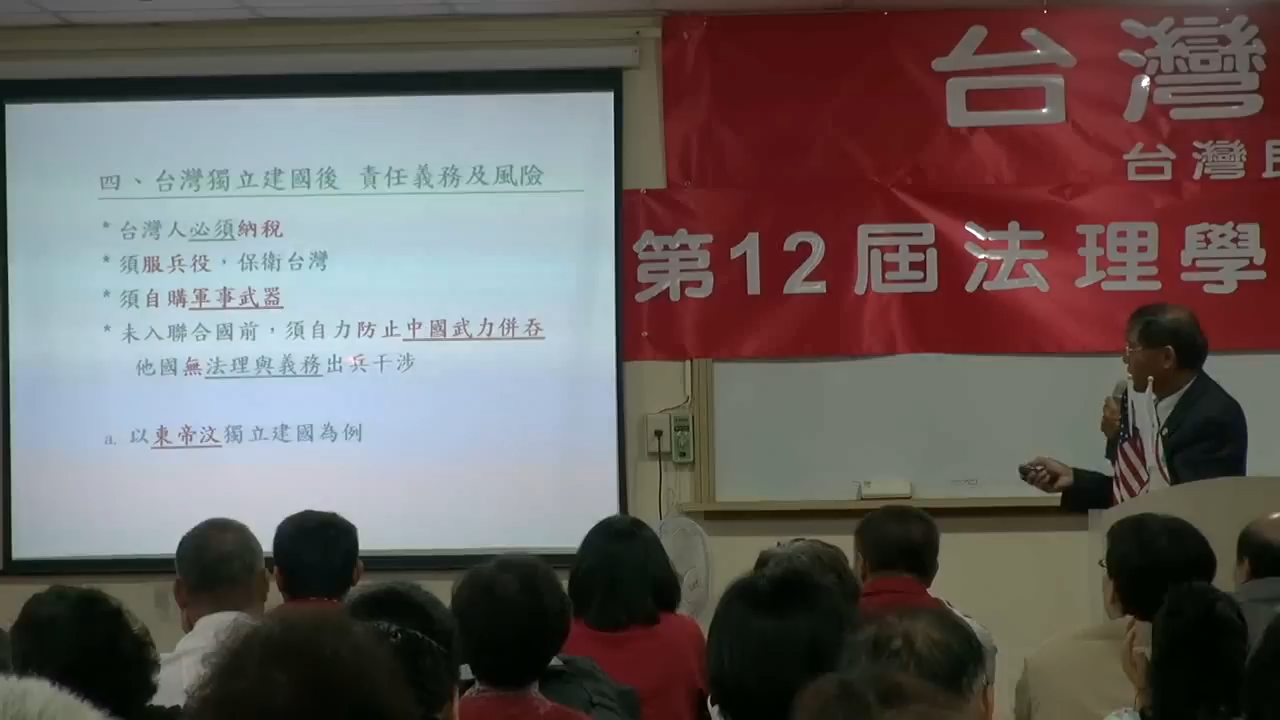 四、台灣獨立建國後 責任義務及風險
* 台灣人必須納稅
* 須服兵役，保衛台灣
* 須自購軍事武器
* 未入聯合國前，須自力防止中國武力併吞
他國無法理與義務出兵干涉
a. 以東帝汶獨立建國為例
台灣
台灣民
第12屆法理學